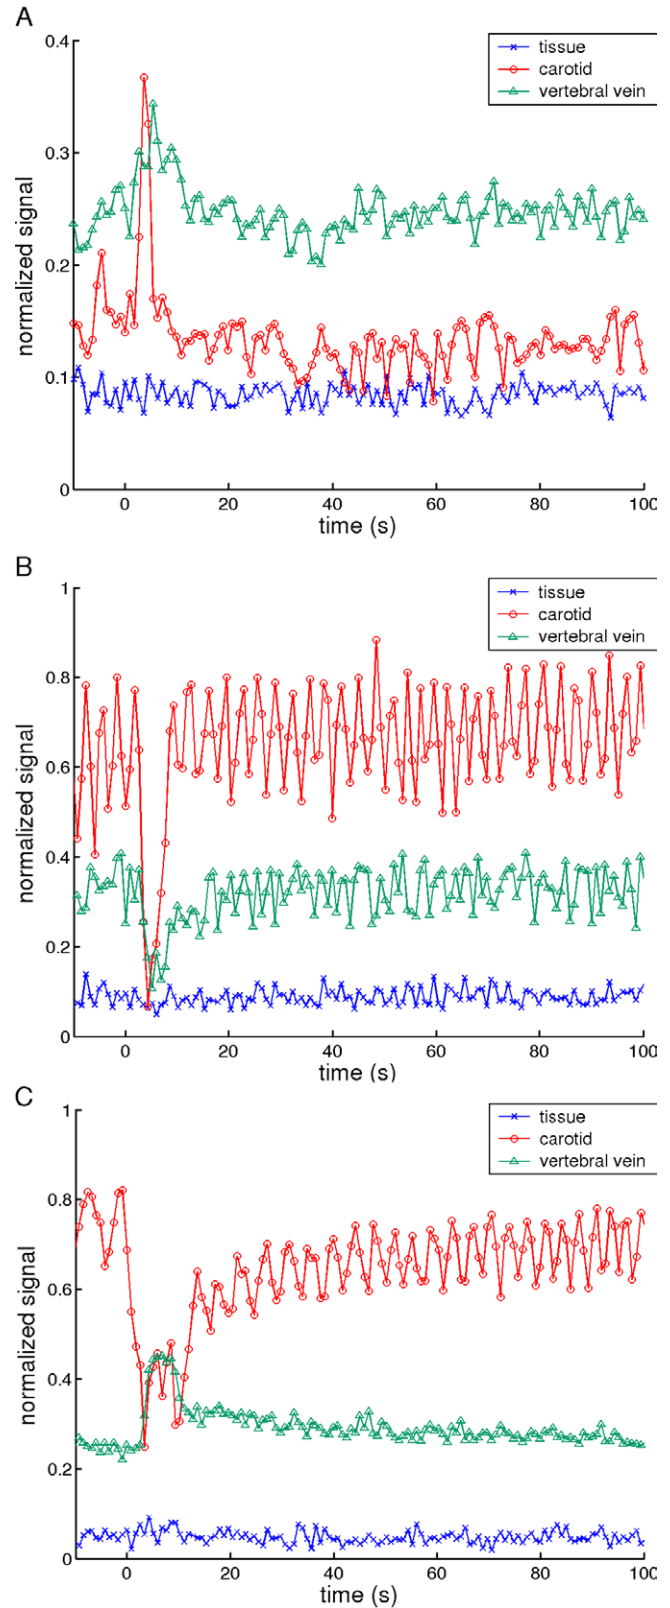 A
0.4
0.3
0.2
0.1
0
normalized signal
tissue
carotid
vertebral vein
0 20 40 60 80 100
time (s)
B
1
0.8
0.6
0.4
0.2
0
normalized signal
tissue
carotid
vertebral vein
0 20 40 60 80 100
time (s)
C
1
0.8
0.6
0.4
0.2
0
normalized signal
tissue
carotid
vertebral vein
0 20 40 60 80 100
time (s)